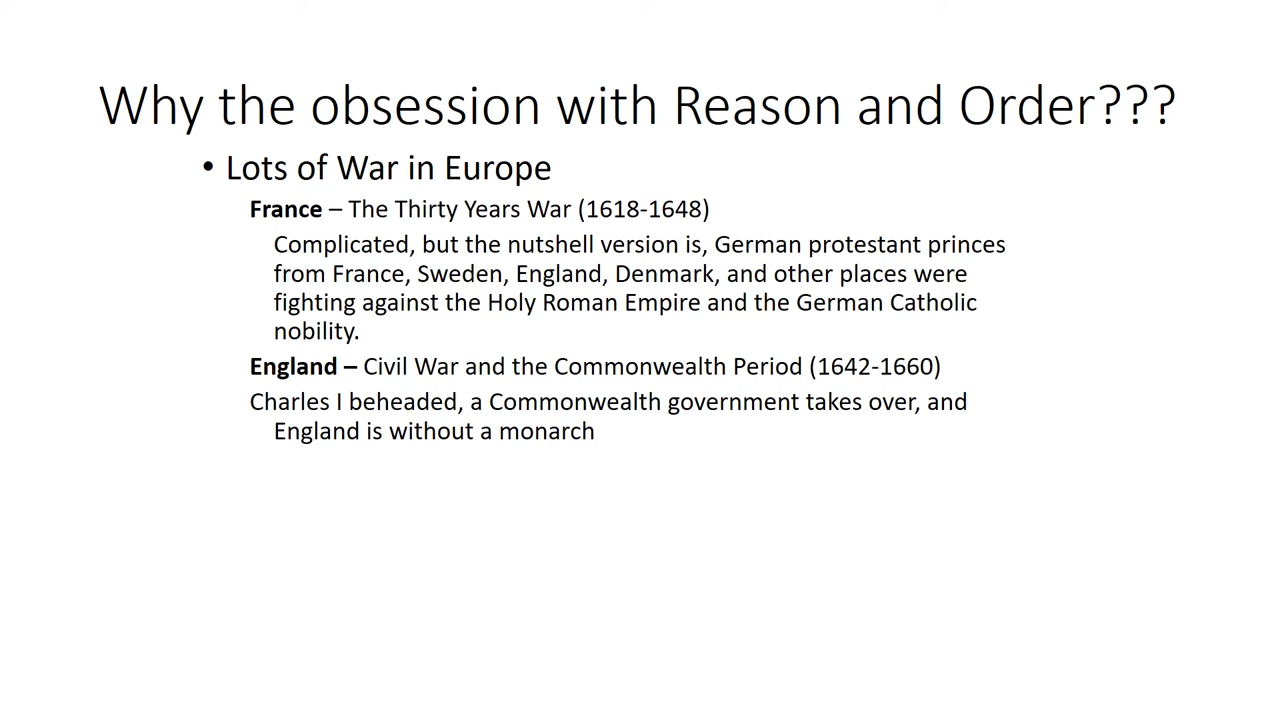 Why the obsession with Reason and Order???
• Lots of War in Europe
France – The Thirty Years War (1618-1648)
Complicated, but the nutshell version is, German protestant princes
from France, Sweden, England, Denmark, and other places were
fighting against the Holy Roman Empire and the German Catholic
nobility.
England – Civil War and the Commonwealth Period (1642-1660)
Charles I beheaded, a Commonwealth government takes over, and
England is without a monarch